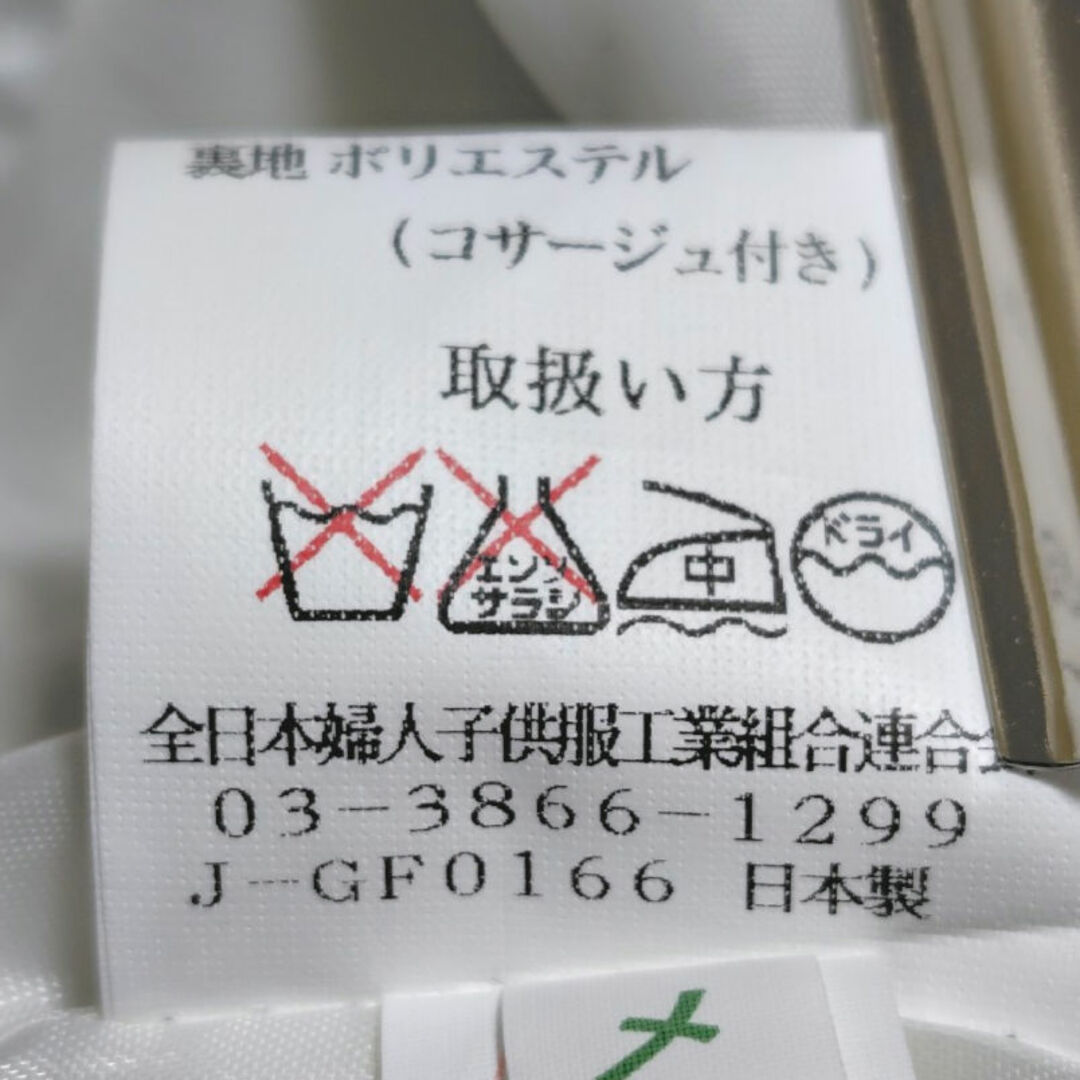 裏地 ポリエステル
(コサージュ付き)
取扱い方
エンソ
サラシ
中
ドライ
全日本婦人子供服工業組合連合会
03-3866-1299
J-GF0166 日本製